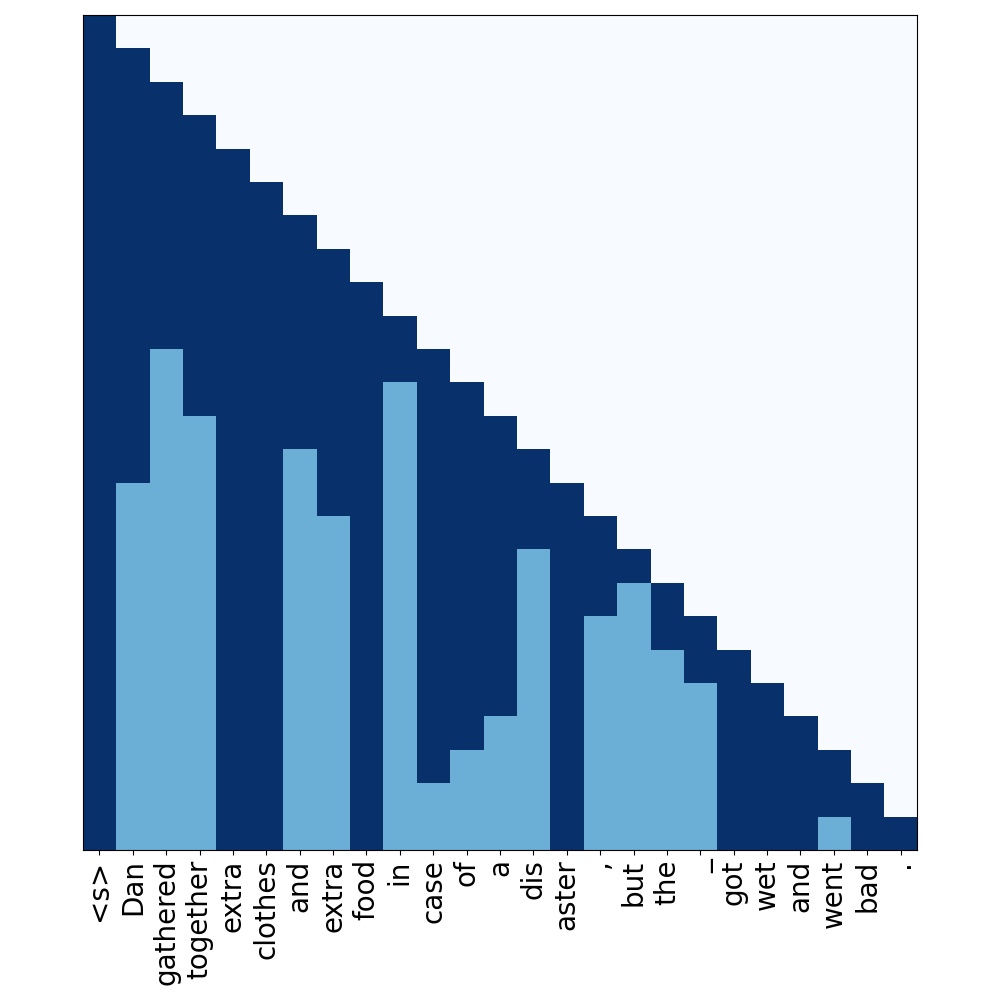 <s> Dan gathered together extra clothes and extra food in case of a dis aster , but the _ got wet and went bad .